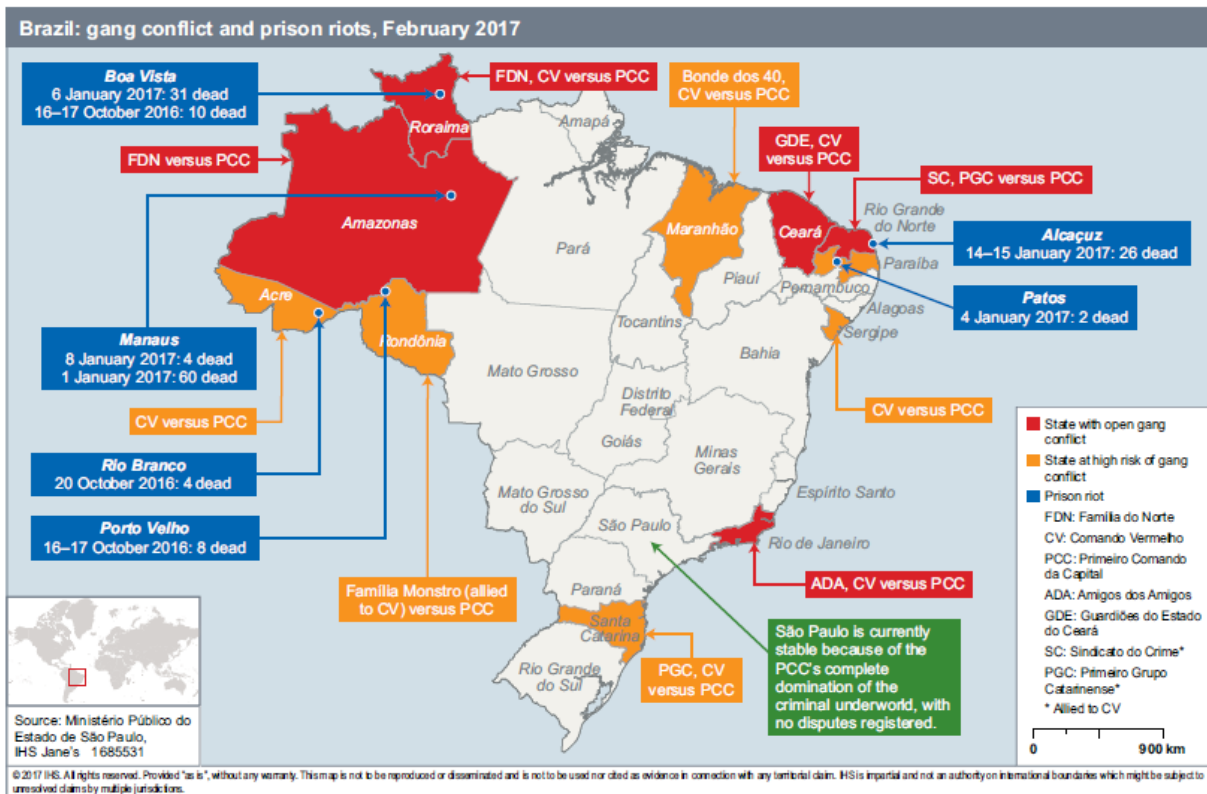 Brazil: gang conflict and prison riots, February 2017
Boa Vista
6 January 2017: 31 dead
16–17 October 2016: 10 dead
FDN, CV versus PCC
Bonde dos 40,
CV versus PCC
Roraima
Amapá
FDN versus PCC
GDE, CV
versus PCC
SC, PGC versus PCC
Rio Grande
do Norte
Amazonas
Pará
Maranhão
Ceará
Alcaçuz
14–15 January 2017: 26 dead
Piauí
Paraíba
Pernambuco
Acre
Alagoas
Patos
4 January 2017: 2 dead
Manaus
8 January 2017: 4 dead
1 January 2017: 60 dead
Rondônia
Tocantins
Sergipe
Bahia
Mato Grosso
CV versus PCC
Distrito
Federal
CV versus PCC
Goiás
Rio Branco
20 October 2016: 4 dead
Minas
Gerais
Mato Grosso
do Sul
Espírito Santo
Porto Velho
16–17 October 2016: 8 dead
São Paulo
Rio de Janeiro
Família Monstro (allied
to CV) versus PCC
Paraná
ADA, CV versus PCC
Santa
Catarina
Rio Grande
do Sul
PGC, CV
versus PCC
São Paulo is currently
stable because of the
PCC's complete
domination of the
criminal underworld, with
no disputes registered.
State with open gang
conflict
State at high risk of gang
conflict
Prison riot
FDN: Família do Norte
CV: Comando Vermelho
PCC: Primeiro Comando
da Capital
ADA: Amigos dos Amigos
GDE: Guardiões do Estado
do Ceará
SC: Sindicato do Crime*
PGC: Primeiro Grupo
Catarinense*
* Allied to CV
0 900 km
Source: Ministério Público do
Estado de São Paulo,
IHS Jane's 1685531
© 2017 IHS. All rights reserved. Provided "as is", without any warranty. This map is not to be reproduced or disseminated and is not to be used nor cited as evidence in connection with any territorial claim. IHS is impartial and not an authority on international boundaries which might be subject to
unresolved claims by multiple jurisdictions.